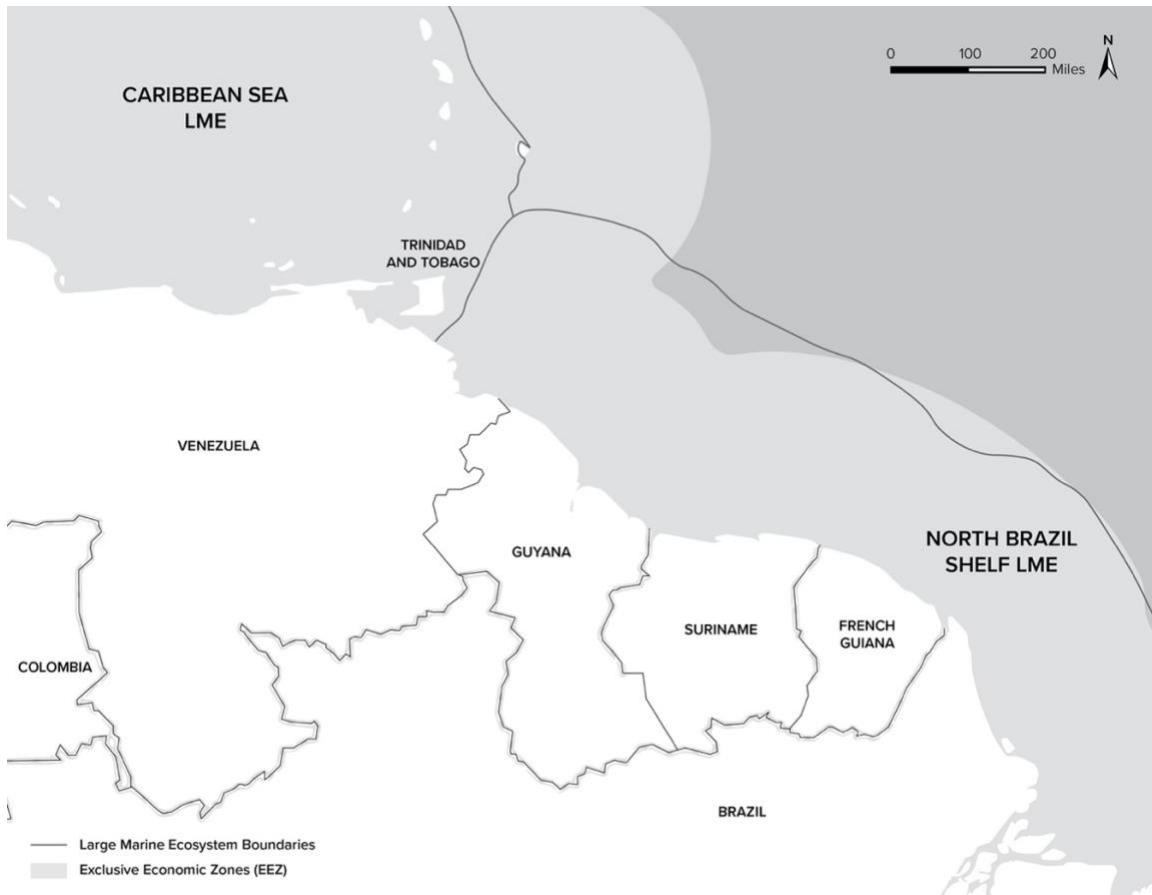 CARIBBEAN SEA
LME
0 100 200
Miles
N
TRINIDAD
AND TOBAGO
VENEZUELA
GUYANA
NORTH BRAZIL
SHELF LME
SURINAME
FRENCH
GUIANA
COLOMBIA
BRAZIL
Large Marine Ecosystem Boundaries
Exclusive Economic Zones (EEZ)